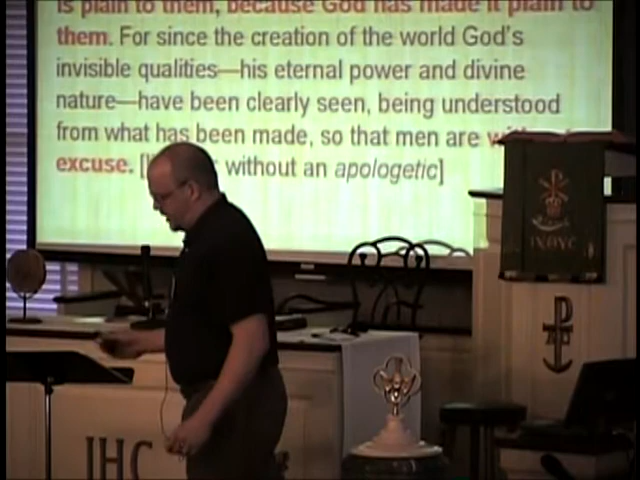 is plain to them, because God has made it plain to
them. For since the creation of the world God's
invisible qualities—his eternal power and divine
nature—have been clearly seen, being understood
from what has been made, so that men are
excuse. without an apologetic]
IHC